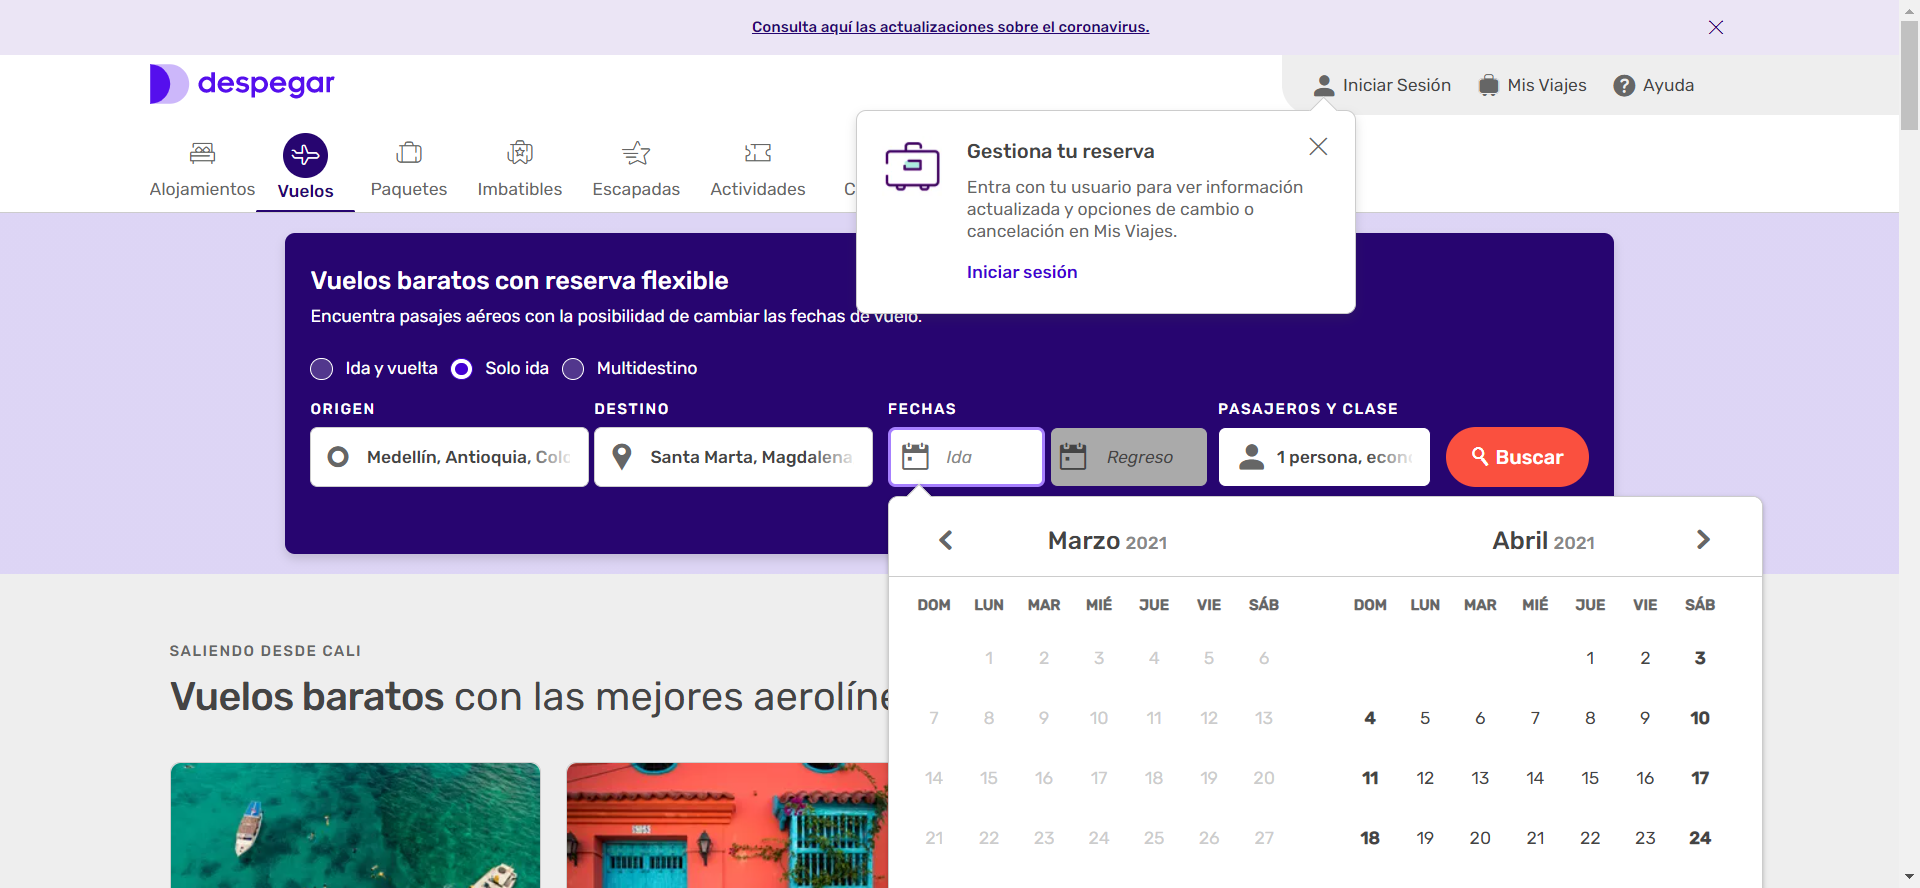 Consulta aquí las actualizaciones sobre el coronavirus.
despegar
Iniciar Sesión
Mis Viajes
Ayuda
Alojamientos
Vuelos
Paquetes
Imbatibles
Escapadas
Actividades
C
Gestiona tu reserva
Entra con tu usuario para ver información
actualizada y opciones de cambio o
cancelación en Mis Viajes.
Iniciar sesión
Vuelos baratos con reserva flexible
Encuentra pasajes aéreos con la posibilidad de cambiar las fechas de vuelo.
Ida y vuelta
Solo ida
Multidestino
ORIGEN
DESTINO
FECHAS
PASAJEROS Y CLASE
Medellín, Antioquia, Colo
Santa Marta, Magdalena
Ida
Regreso
1 persona, econ
Buscar
Marzo 2021
Abril 2021
DOM LUN MAR MIÉ JUE VIE SÁB
1 2 3 4 5 6
7 8 9 10 11 12 13
14 15 16 17 18 19 20
21 22 23 24 25 26 27
DOM LUN MAR MIÉ JUE VIE SÁB
1 2 3
4 5 6 7 8 9 10
11 12 13 14 15 16 17
18 19 20 21 22 23 24
SALIENDO DESDE CALI
Vuelos baratos con las mejores aerolíne